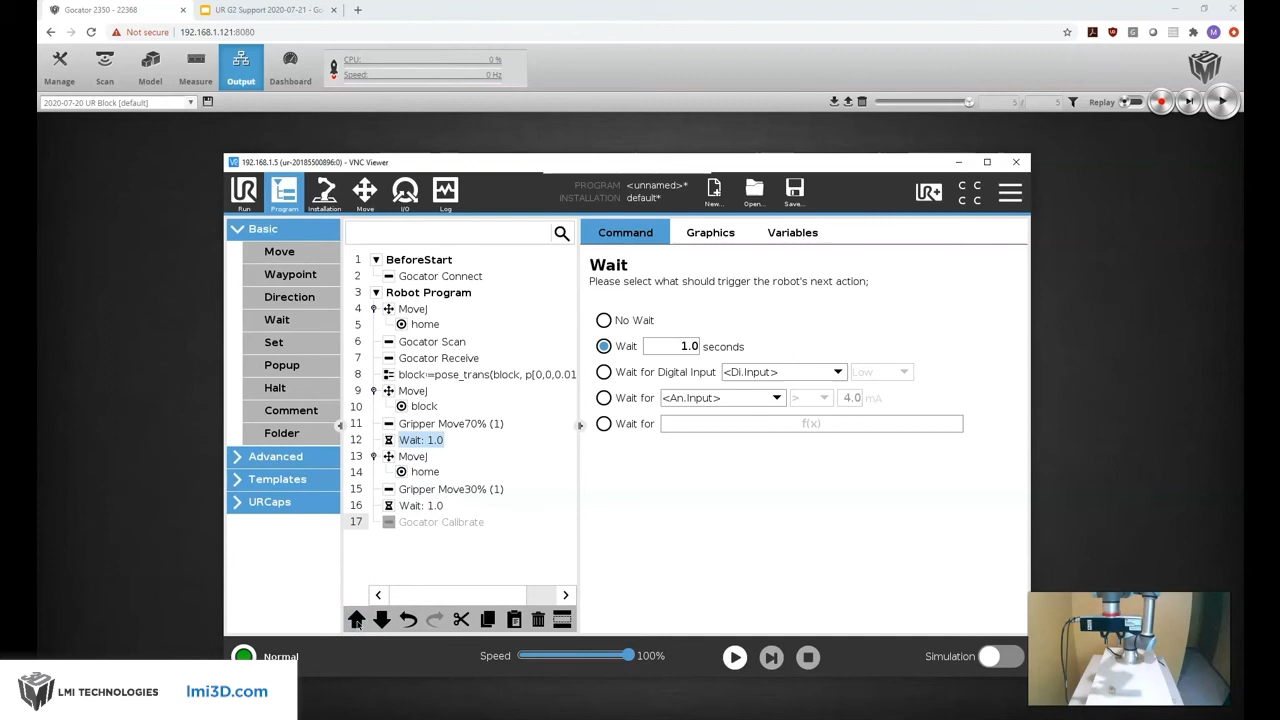 Gocator 2350 - 22368
UR G2 Support 2020-07-21 - Goc
Not secure
192.168.1.121:8080
Manage
Scan
Model
Measure
Output
Dashboard
CPU:
0 %
Speed:
0 Hz
2020-07-20 UR Block [default]
5 / 5
Replay
192.168.1.5 (ur-20185500896:0) - VNC Viewer
Run
Program
Installation
Move
I/O
Log
PROGRAM <unnamed>*
INSTALLATION default*
New...
Open...
Save...
UR+
C C
C C
Basic
Move
Waypoint
Direction
Wait
Set
Popup
Halt
Comment
Folder
Advanced
Templates
URCaps
1 BeforeStart
2 Gocator Connect
3 Robot Program
4 MoveJ
5 home
6 Gocator Scan
7 Gocator Receive
8 block:=pose_trans(block, p[0,0,0.01
9 MoveJ
10 block
11 Gripper Move70% (1)
12 Wait: 1.0
13 MoveJ
14 home
15 Gripper Move30% (1)
16 Wait: 1.0
17 Gocator Calibrate
Command
Graphics
Variables
Wait
Please select what should trigger the robot's next action;
No Wait
Wait 1.0 seconds
Wait for Digital Input <Di.Input> Low
Wait for <An.Input> > 4.0 mA
Wait for f(x)
Normal
Speed
100%
Simulation
LMI TECHNOLOGIES
lmi3D.com